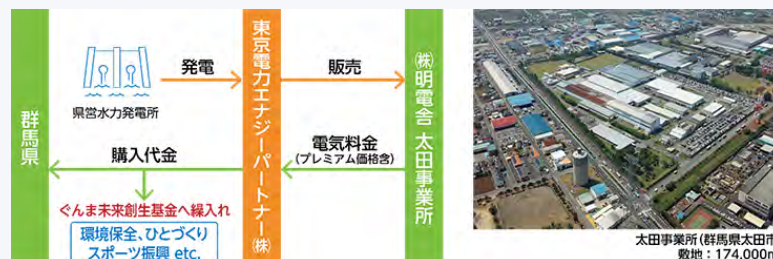 群馬県
県営水力発電所
発電
購入代金
ぐんま未来創生基金へ繰入れ
環境保全、ひとづくり
スポーツ振興 etc.
東京電力エナジーパートナー㈱
販売
電気料金
(プレミアム価格含)
㈱明電舎 太田事業所
太田事業所(群馬県太田市
敷地:174,000m